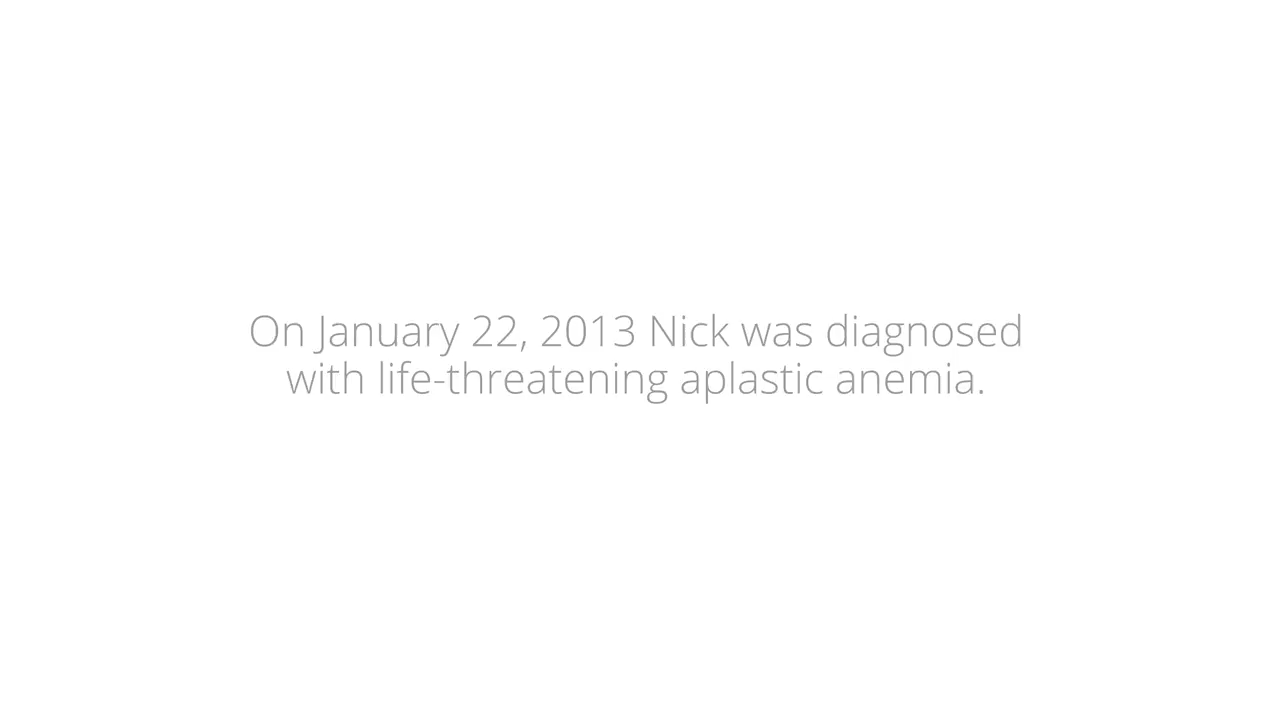 On January 22, 2013 Nick was diagnosed
with life-threatening aplastic anemia.